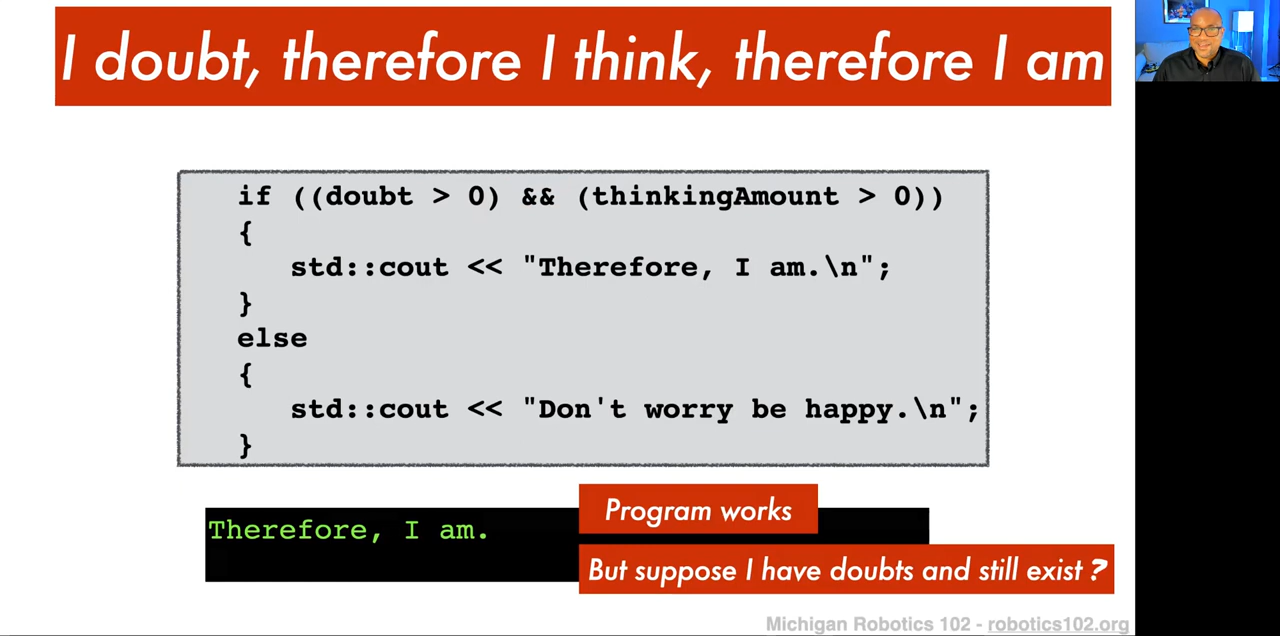 I doubt, therefore I think, therefore I am
if ((doubt > 0) && (thinkingAmount > 0))
{
std::cout << "Therefore, I am.\n";
}
else
{
std::cout << "Don't worry be happy.\n";
}
Therefore, I am.
Program works
But suppose I have doubts and still exist ?
Michigan Robotics 102 - robotics102.org